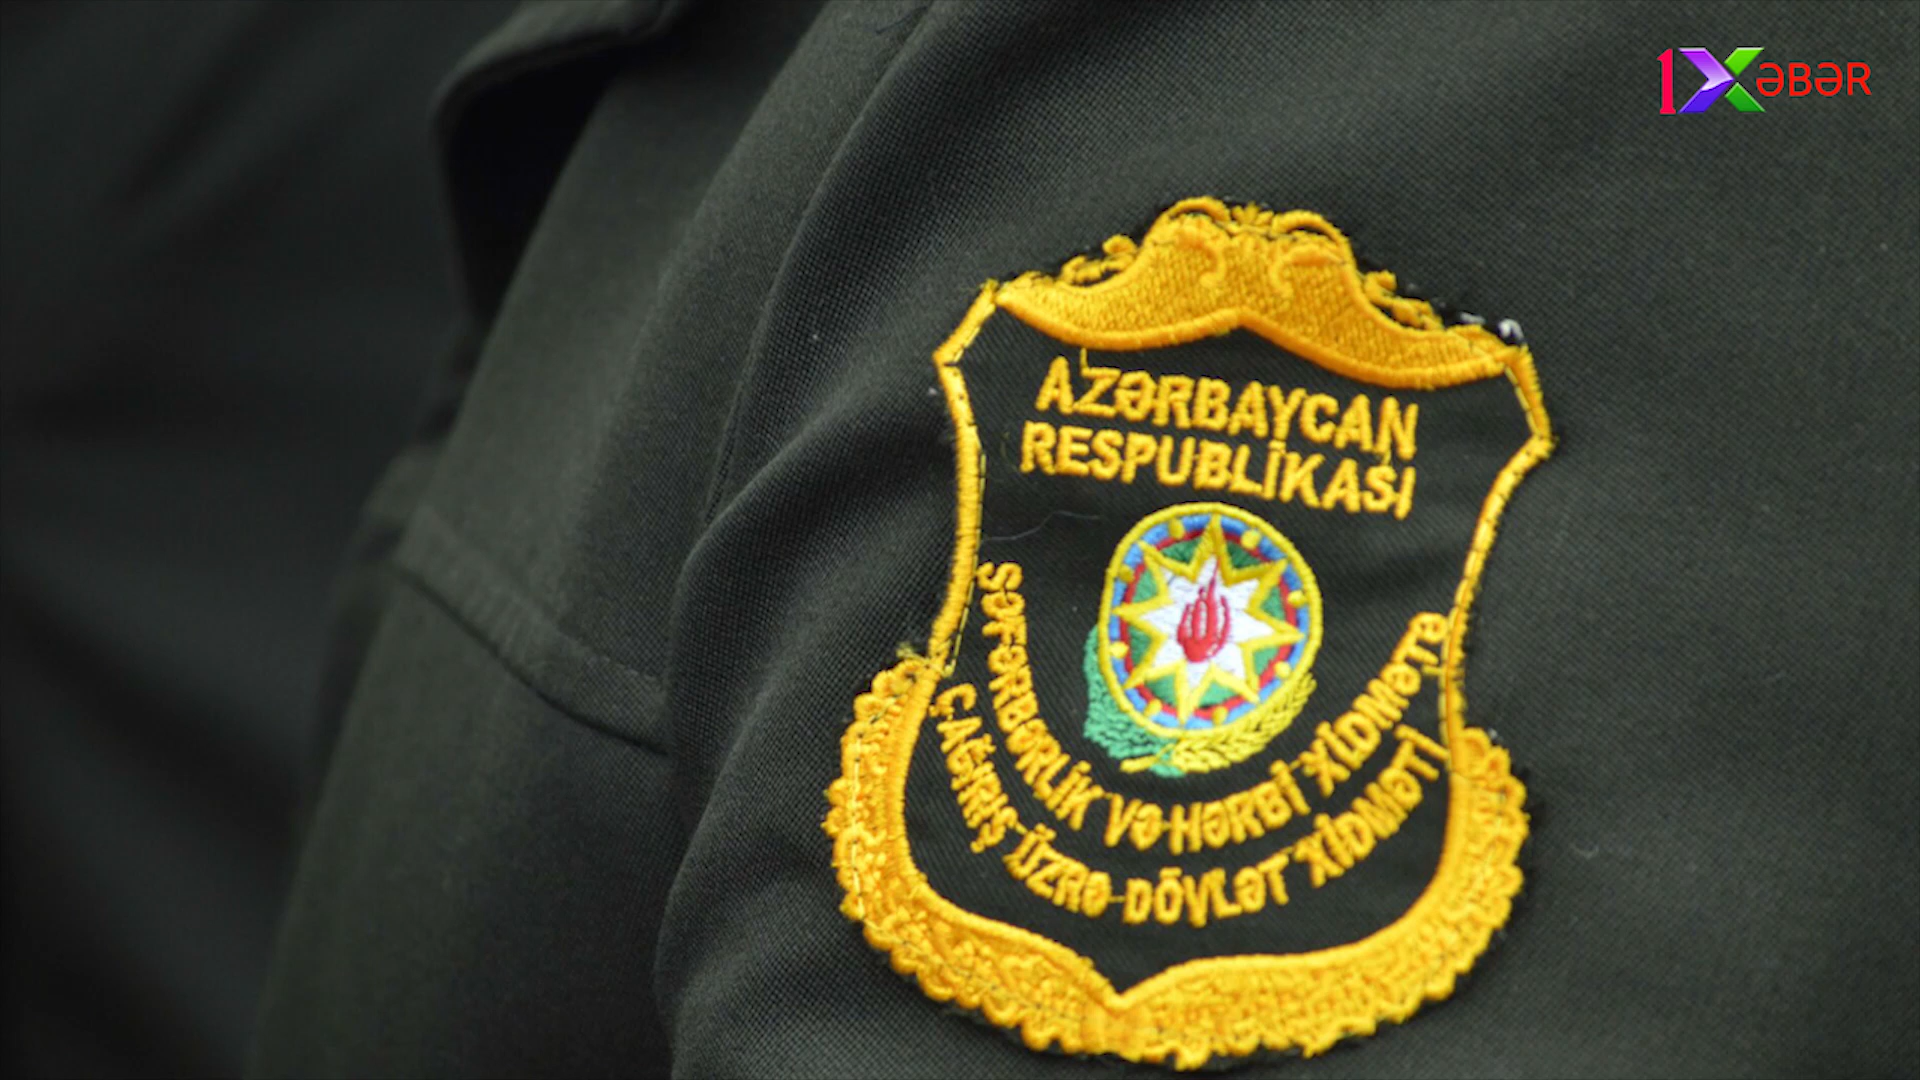 1XƏBƏR
AZƏRBAYCAN
RESPUBLİKASI
SƏFƏRBƏRLİK VƏ HƏRBİ XİDMƏTƏ
ÇAĞIRIŞ ÜZRƏ DÖVLƏT XİDMƏTİ